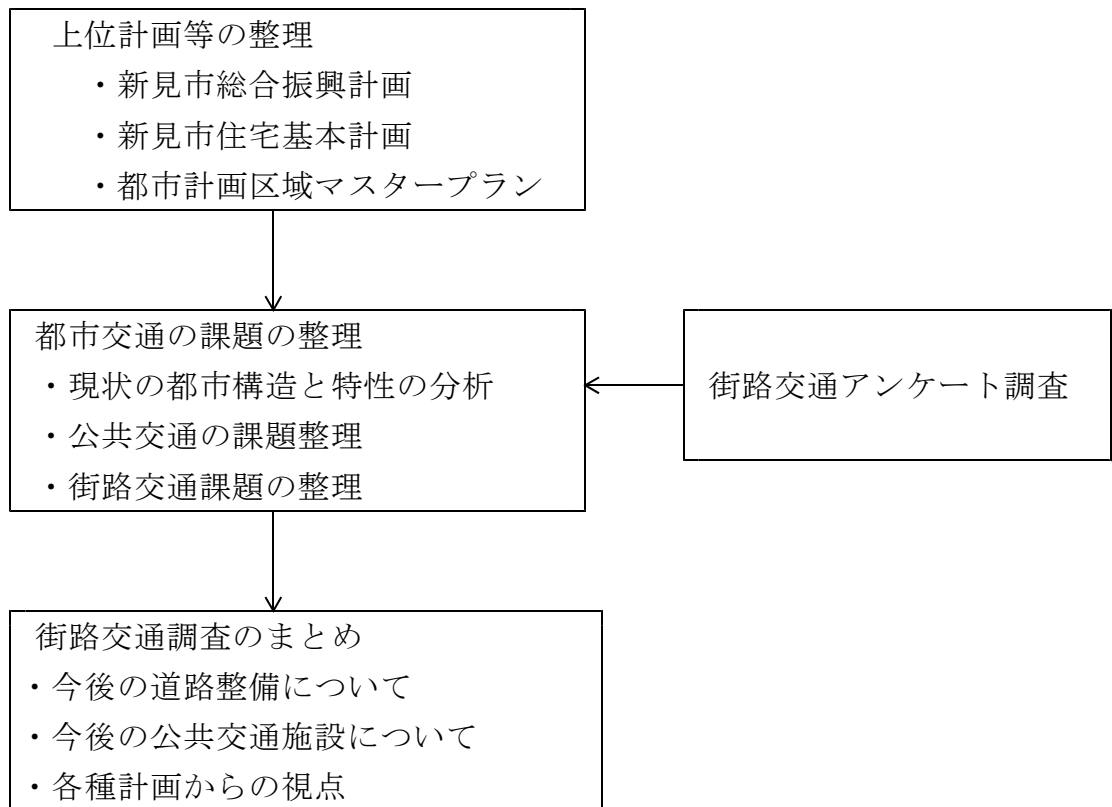 上位計画等の整理
・新見市総合振興計画
・新見市住宅基本計画
・都市計画区域マスタープラン
都市交通の課題の整理
・現状の都市構造と特性の分析
・公共交通の課題整理
・街路交通課題の整理
街路交通アンケート調査
街路交通調査のまとめ
・今後の道路整備について
・今後の公共交通施設について
・各種計画からの視点